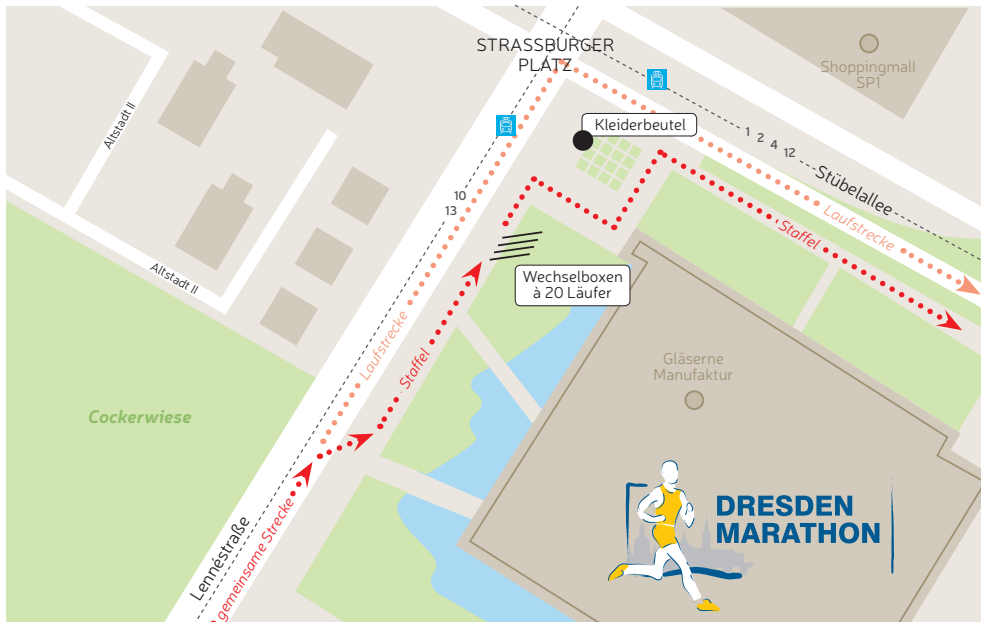 STRASSBURGER
PLATZ
Shoppingmall
SP1
Kleiderbeutel
1 2 4 12
Stübelallee
Laufstrecke
Staffel
Altstadt II
10
13
Altstadt II
Wechselboxen
à 20 Läufer
Laufstrecke
Staffel
Gläserne
Manufaktur
Cockerwiese
Lennéstraße
gemeinsame Strecke
DRESDEN
MARATHON